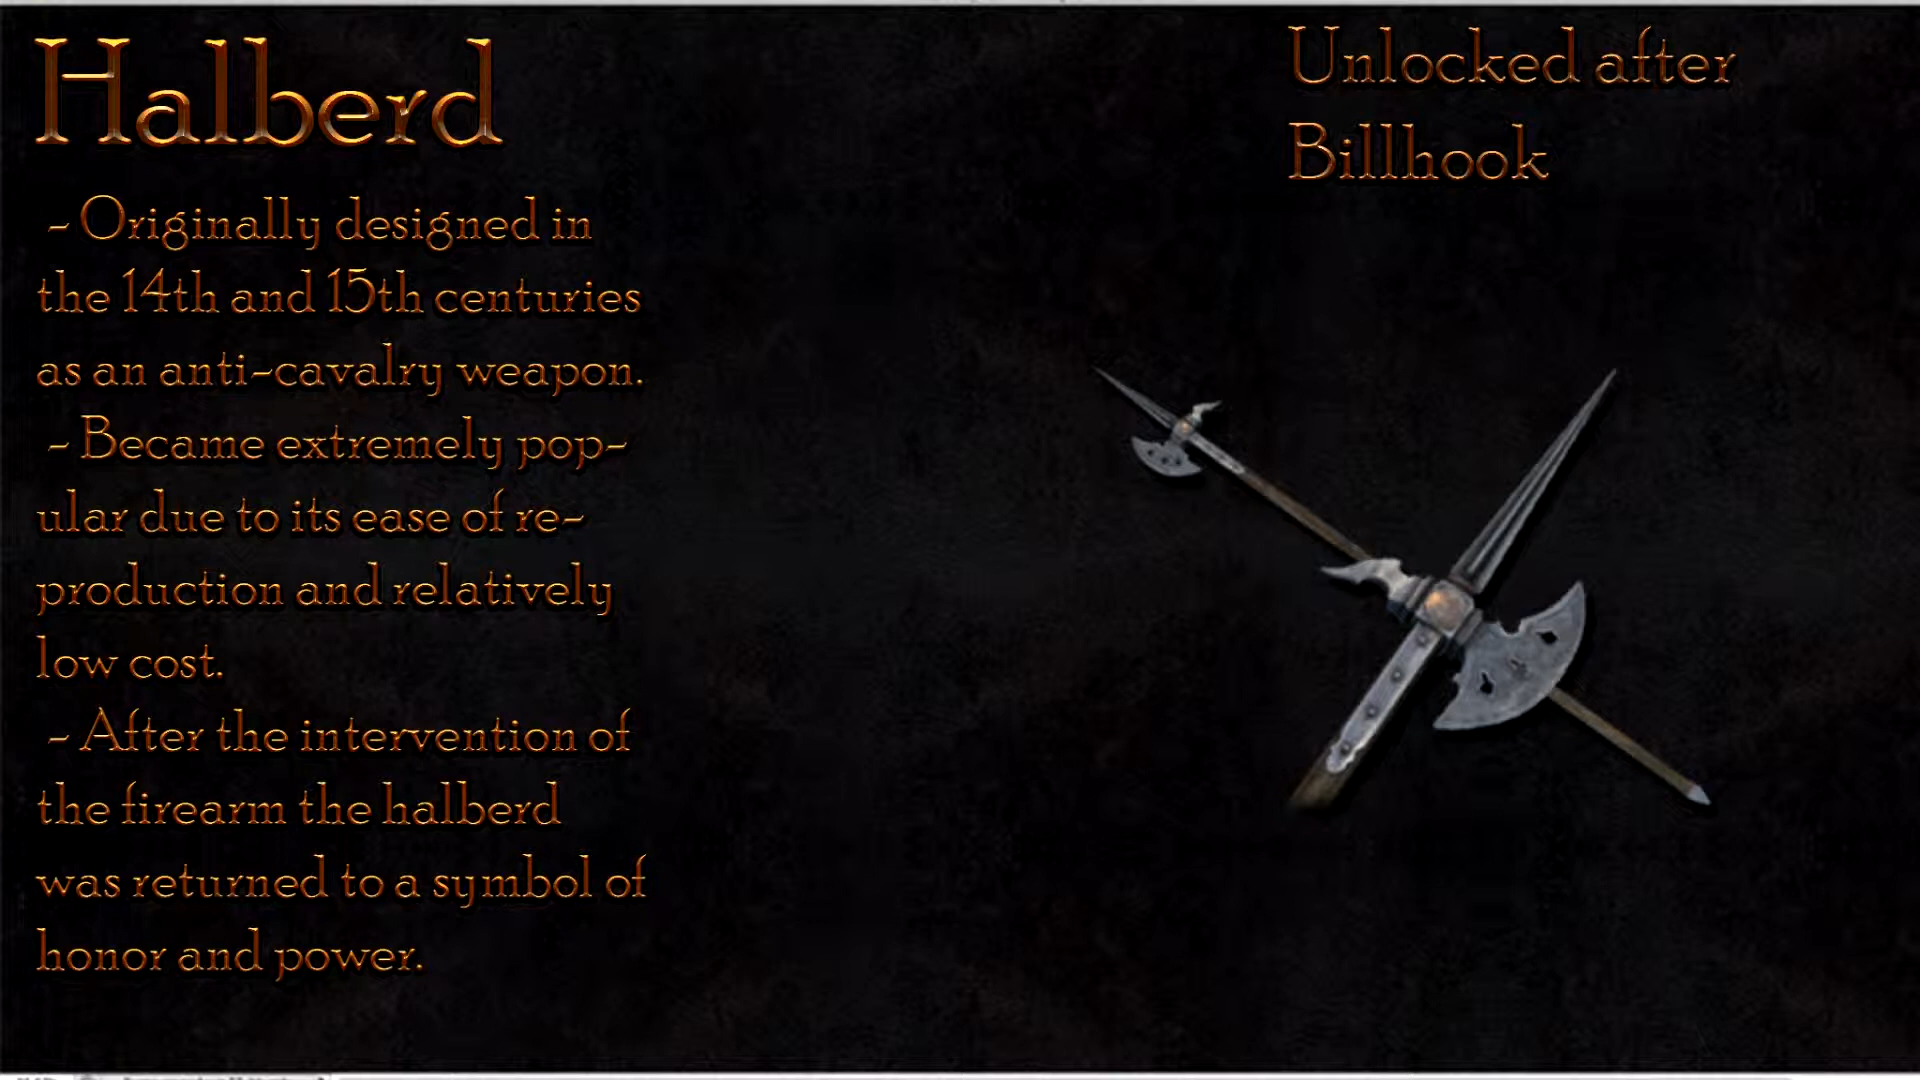 Halberd
- Originally designed in
the 14th and 15th centuries
as an anti-cavalry weapon.
- Became extremely pop-
ular due to its ease of re-
production and relatively
low cost.
- After the intervention of
the firearm the halberd
was returned to a symbol of
honor and power.
Unlocked after
Billhook